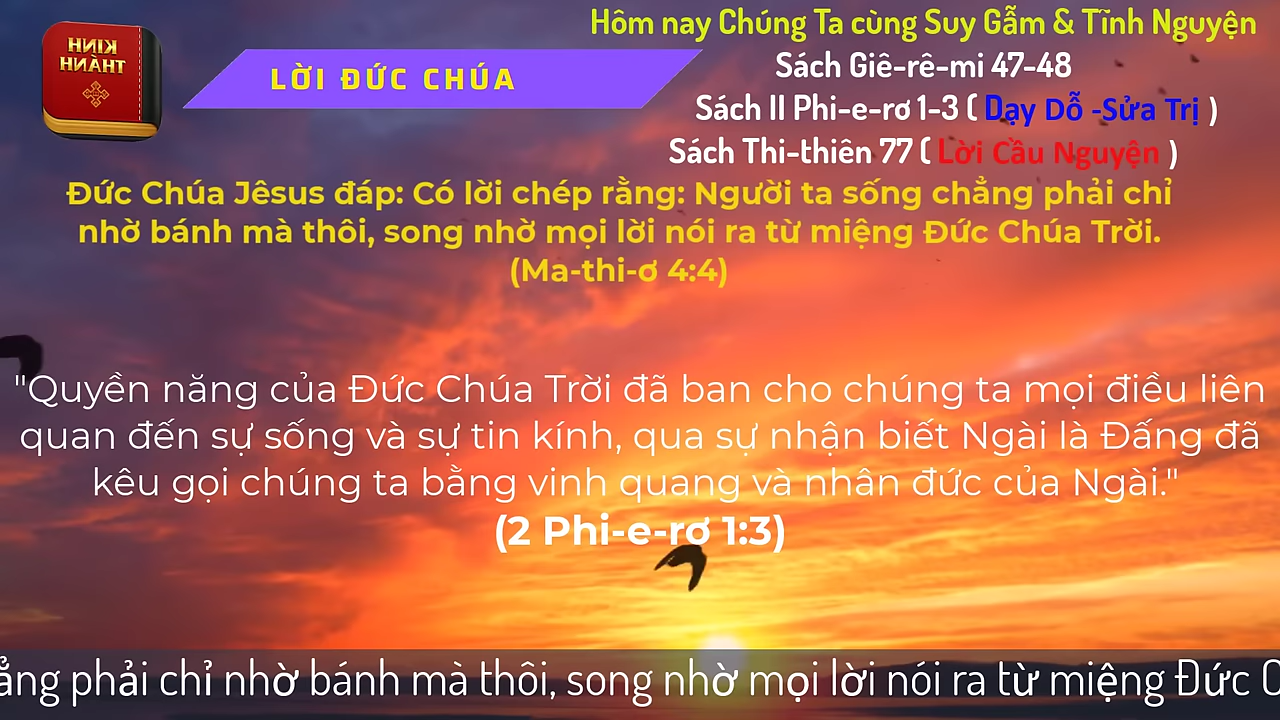 KINH
THÁNH
LỜI ĐỨC CHÚA
Hôm nay Chúng Ta cùng Suy Gẫm & Tĩnh Nguyện
Sách Giê-rê-mi 47-48
Sách II Phi-e-rơ 1-3 ( Dạy Dỗ -Sửa Trị )
Sách Thi-thiên 77 ( Lời Cầu Nguyện )
Đức Chúa Jêsus đáp: Có lời chép rằng: Người ta sống chẳng phải chỉ
nhờ bánh mà thôi, song nhờ mọi lời nói ra từ miệng Đức Chúa Trời.
(Ma-thi-ơ 4:4)
"Quyền năng của Đức Chúa Trời đã ban cho chúng ta mọi điều liên
quan đến sự sống và sự tin kính, qua sự nhận biết Ngài là Đấng đã
kêu gọi chúng ta bằng vinh quang và nhân đức của Ngài."
(2 Phi-e-rơ 1:3)
ẳng phải chỉ nhờ bánh mà thôi, song nhờ mọi lời nói ra từ miệng Đức C